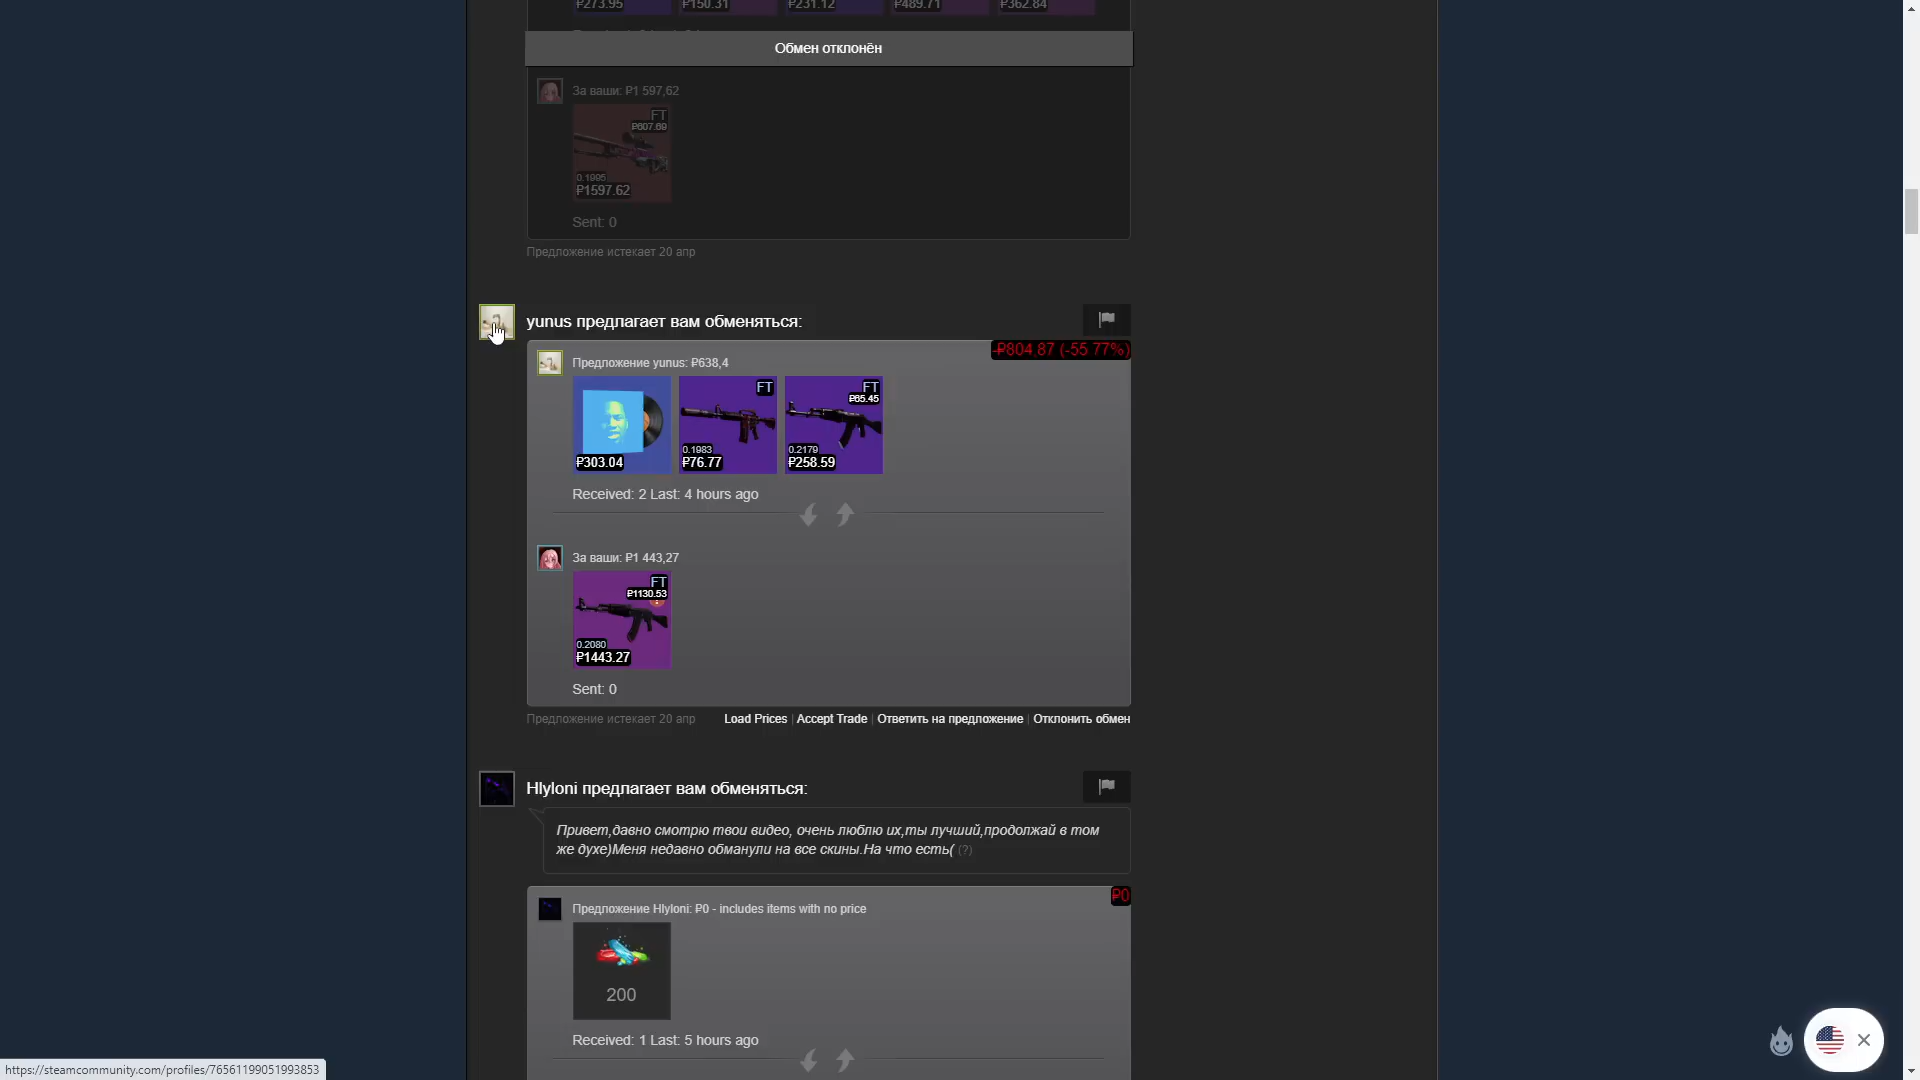 ₽273.95 ₽150.31 ₽231.12 ₽489.71 ₽362.84
Обмен отклонён
За ваши: ₽1 597,62
FT
₽607.69
0.1995
₽1597.62
Sent: 0
Предложение истекает 20 апр
yunus предлагает вам обменяться:
-₽804.87 (-55.77%)
Предложение yunus: ₽638,4
FT
FT
₽65.45
0.1983
0.2179
₽303.04
₽76.77
₽258.59
Received: 2 Last: 4 hours ago
За ваши: ₽1 443,27
FT
₽1130.53
0.2080
₽1443.27
Sent: 0
Предложение истекает 20 апр
Load Prices | Accept Trade | Ответить на предложение | Отклонить обмен
Hlyloni предлагает вам обменяться:
Привет,давно смотрю твои видео, очень люблю их,ты лучший,продолжай в том
же духе)Меня недавно обманули на все скины.На что есть( (?)
₽0
Предложение Hlyloni: ₽0 - includes items with no price
200
Received: 1 Last: 5 hours ago
https://steamcommunity.com/profiles/76561199051993853